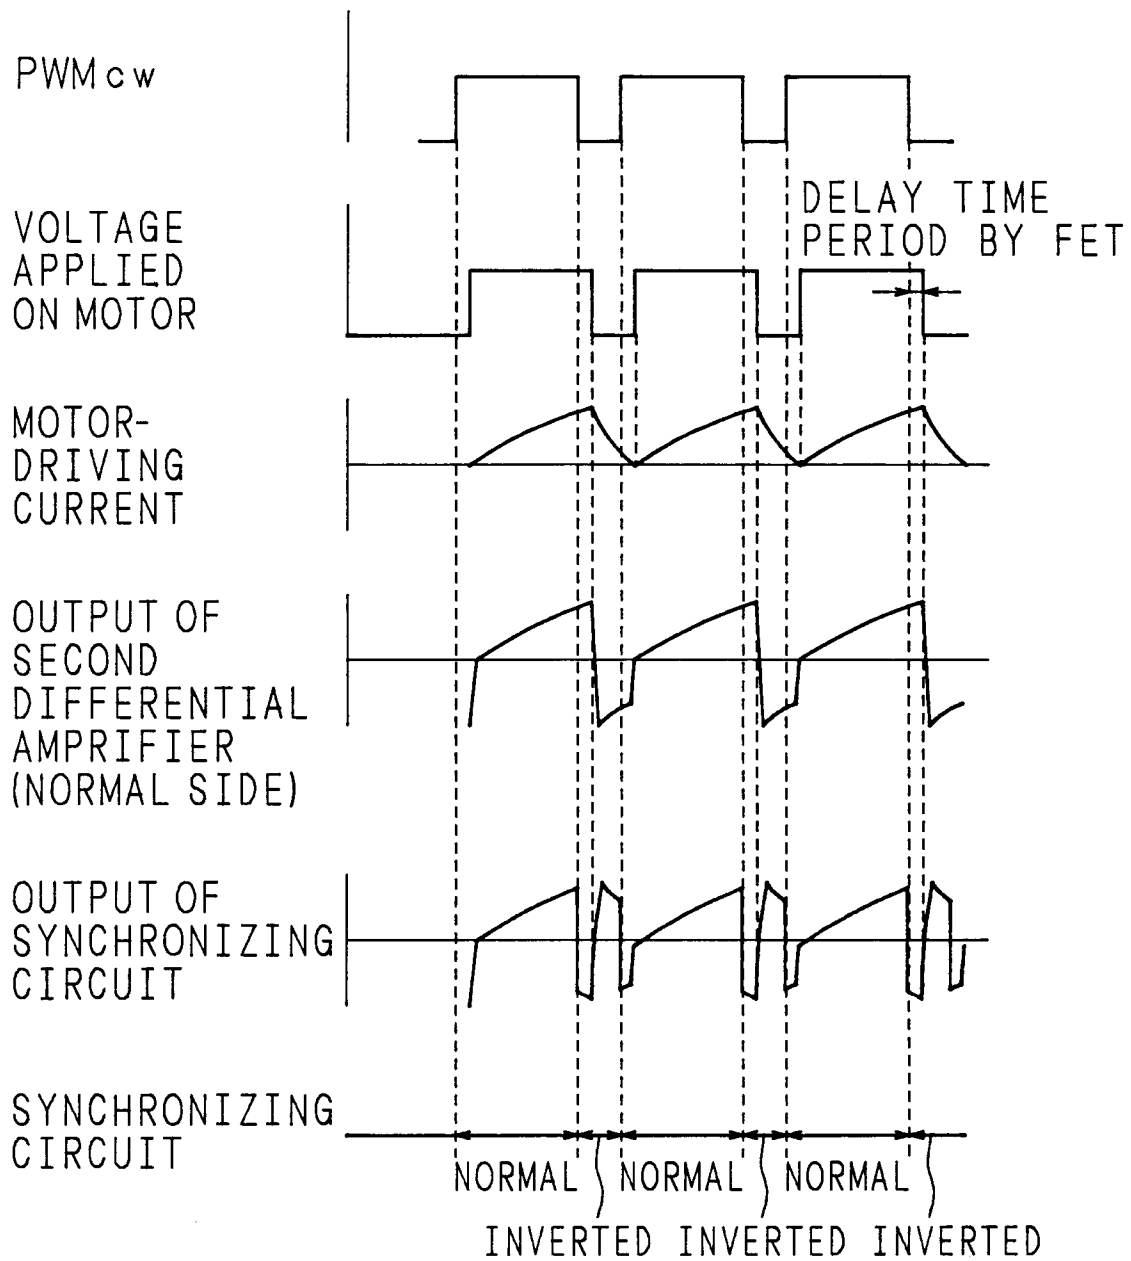 PWMcw
DELAY TIME
PERIOD BY FET
VOLTAGE
APPLIED
ON MOTOR
MOTOR-
DRIVING
CURRENT
OUTPUT OF
SECOND
DIFFERENTIAL
AMPRIFIER
(NORMAL SIDE)
OUTPUT OF
SYNCHRONIZING
CIRCUIT
SYNCHRONIZING
CIRCUIT
NORMAL NORMAL NORMAL
INVERTED INVERTED INVERTED